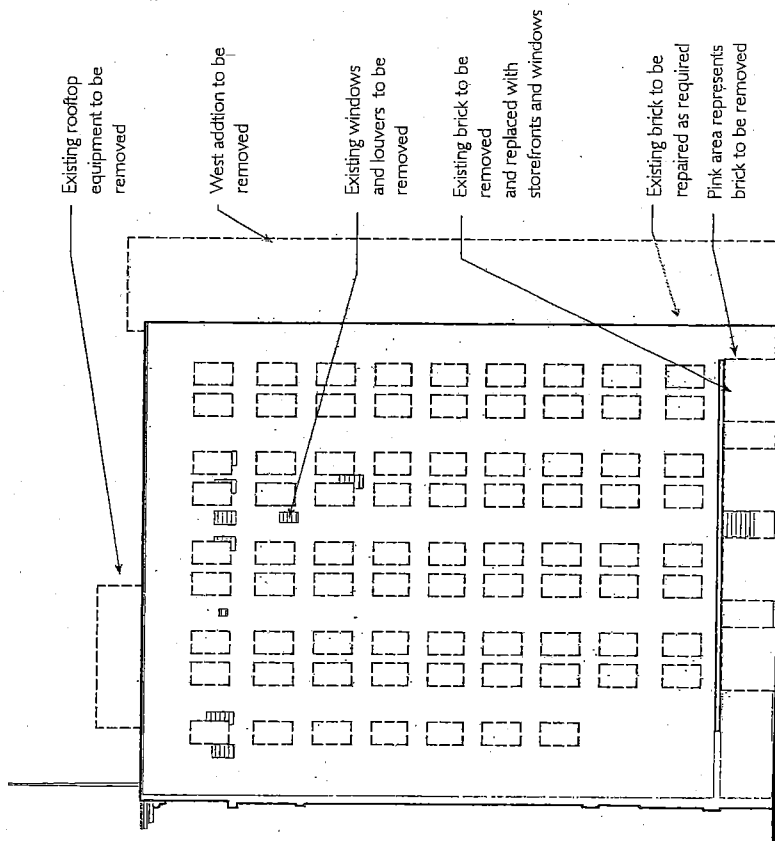 Existing rooftop
equipment to be
removed
West addtion to be
removed
Existing windows
and louvers to be
removed
Existing brick to be
removed
and replaced with
storefronts and windows
Existing brick to be
repaired as required
Pink area represents
brick to be removed